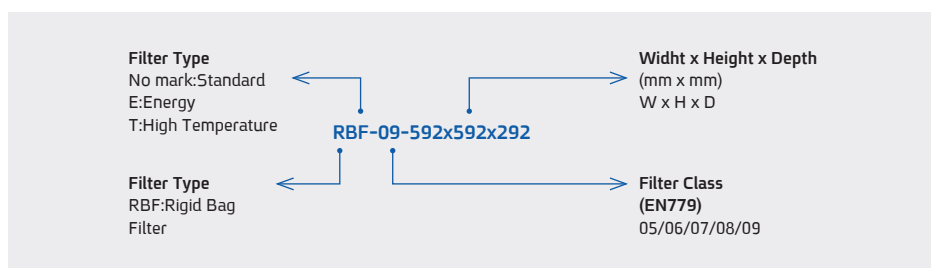 Filter Type
No mark:Standard
E:Energy
T:High Temperature
Widht x Height x Depth
(mm x mm)
W x H x D
RBF-09-592x592x292
Filter Type
RBF:Rigid Bag
Filter
Filter Class
(EN779)
05/06/07/08/09